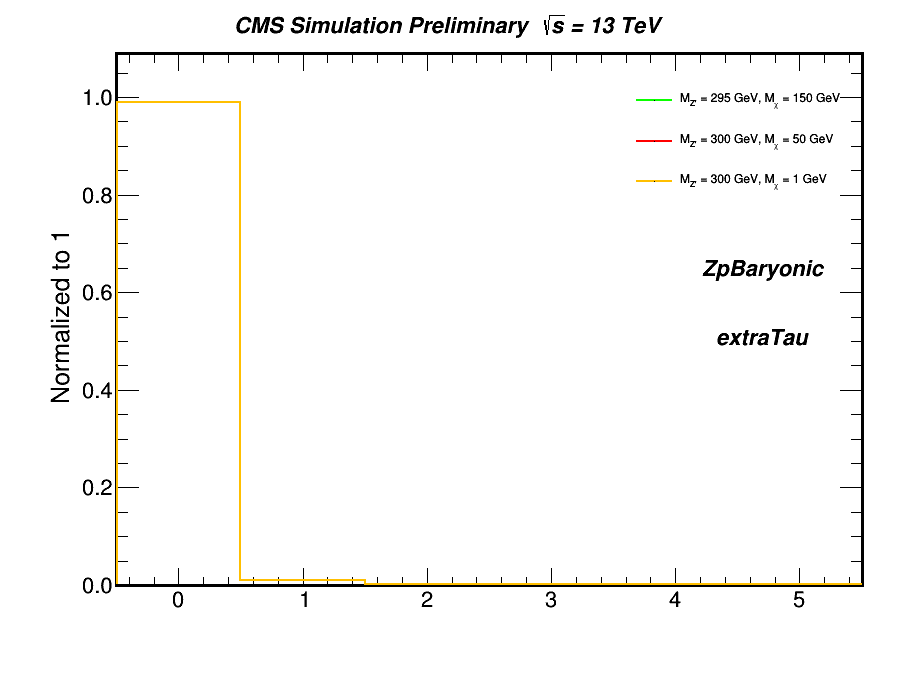 CMS Simulation Preliminary √s = 13 TeV
Normalized to 1
1.0
0.8
0.6
0.4
0.2
0.0
M_Z' = 295 GeV, M_χ = 150 GeV
M_Z' = 300 GeV, M_χ = 50 GeV
M_Z' = 300 GeV, M_χ = 1 GeV
ZpBaryonic
extraTau
0 1 2 3 4 5